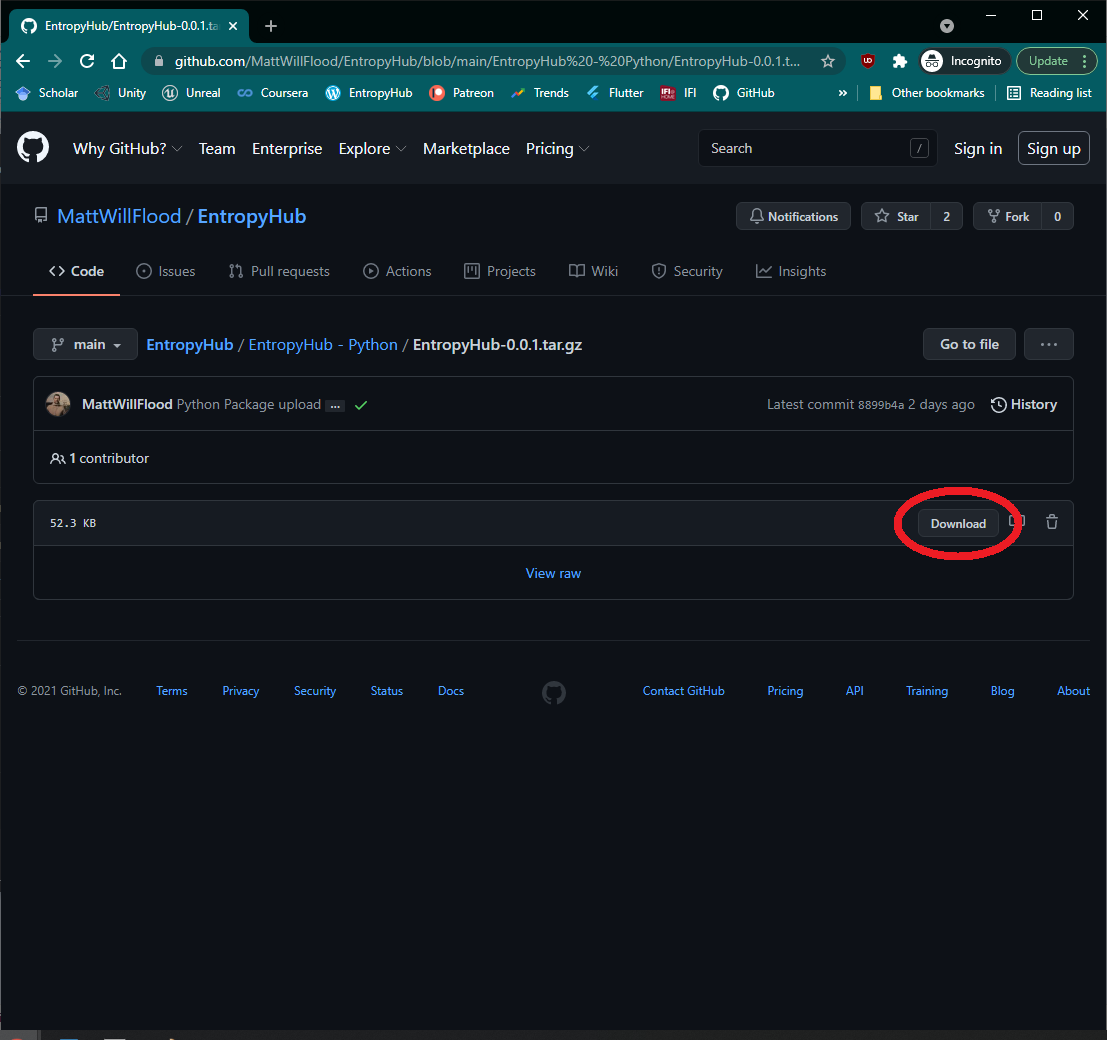 EntropyHub/EntropyHub-0.0.1.ta
github.com/MattWillFlood/EntropyHub/blob/main/EntropyHub%20-%20Python/EntropyHub-0.0.1.t... Incognito Update
Scholar Unity Unreal Coursera EntropyHub Patreon Trends Flutter IFI GitHub » Other bookmarks Reading list
Why GitHub? Team Enterprise Explore Marketplace Pricing Search / Sign in Sign up
MattWillFlood / EntropyHub Notifications Star 2 Fork 0
<> Code Issues Pull requests Actions Projects Wiki Security Insights
main EntropyHub / EntropyHub - Python / EntropyHub-0.0.1.tar.gz Go to file ...
MattWillFlood Python Package upload ... Latest commit 8899b4a 2 days ago History
1 contributor
52.3 KB Download
View raw
© 2021 GitHub, Inc. Terms Privacy Security Status Docs Contact GitHub Pricing API Training Blog About